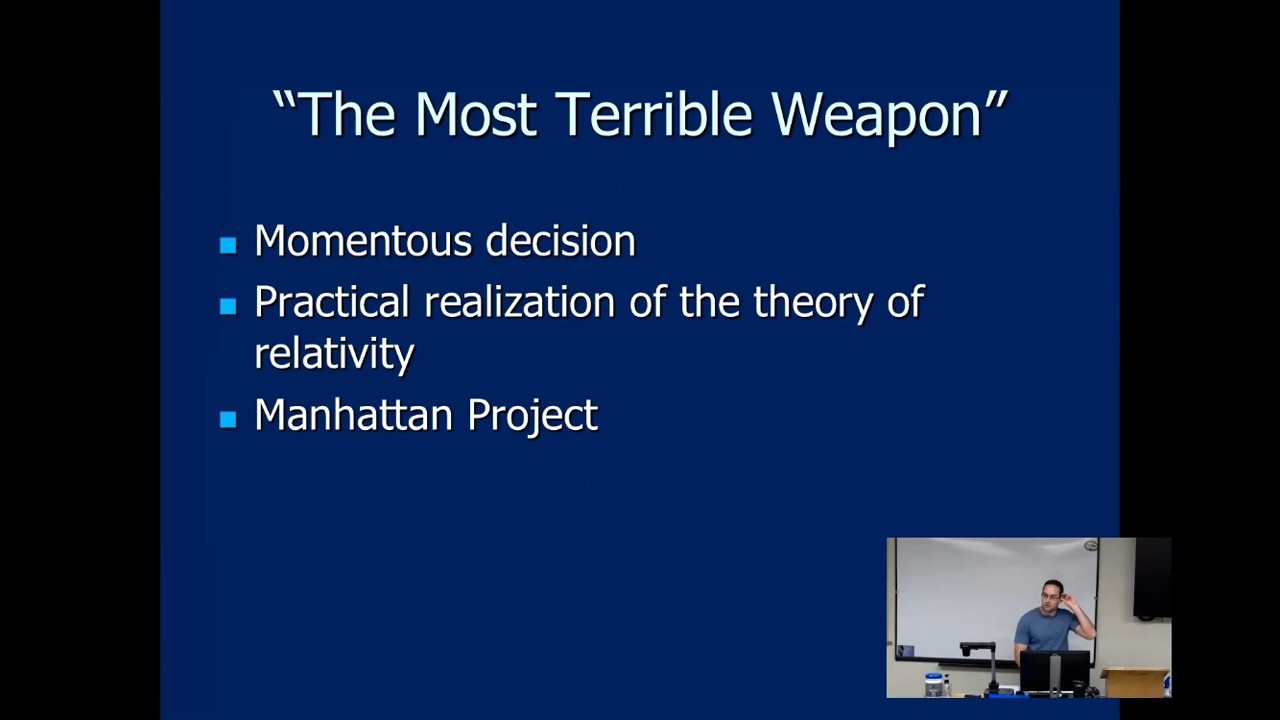 “The Most Terrible Weapon”
Momentous decision
Practical realization of the theory of
relativity
Manhattan Project